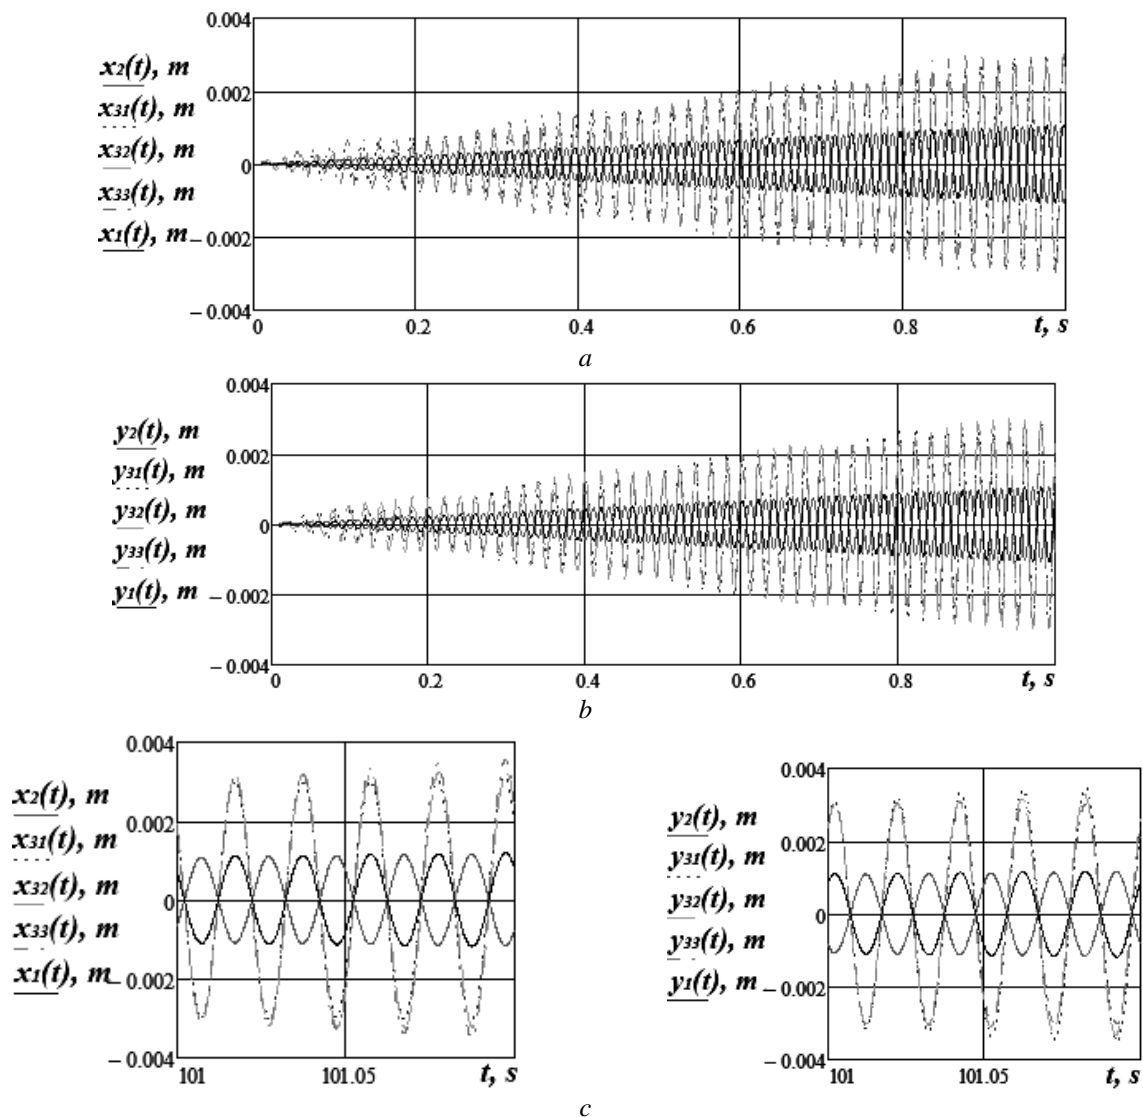 0.004
x2(t), m
0.002
x31(t), m
x32(t), m
0
x33(t), m
x1(t), m
– 0.002
– 0.004
0 0.2 0.4 0.6 0.8 t, s
a
0.004
y2(t), m
0.002
y31(t), m
y32(t), m
0
y33(t), m
y1(t), m
– 0.002
– 0.004
0 0.2 0.4 0.6 0.8 t, s
b
0.004
x2(t), m
0.002
x31(t), m
x32(t), m
0
x33(t), m
x1(t), m
– 0.002
– 0.004
101 101.05 t, s
0.004
y2(t), m
0.002
y31(t), m
y32(t), m
0
y33(t), m
y1(t), m
– 0.002
– 0.004
101 101.05 t, s
c